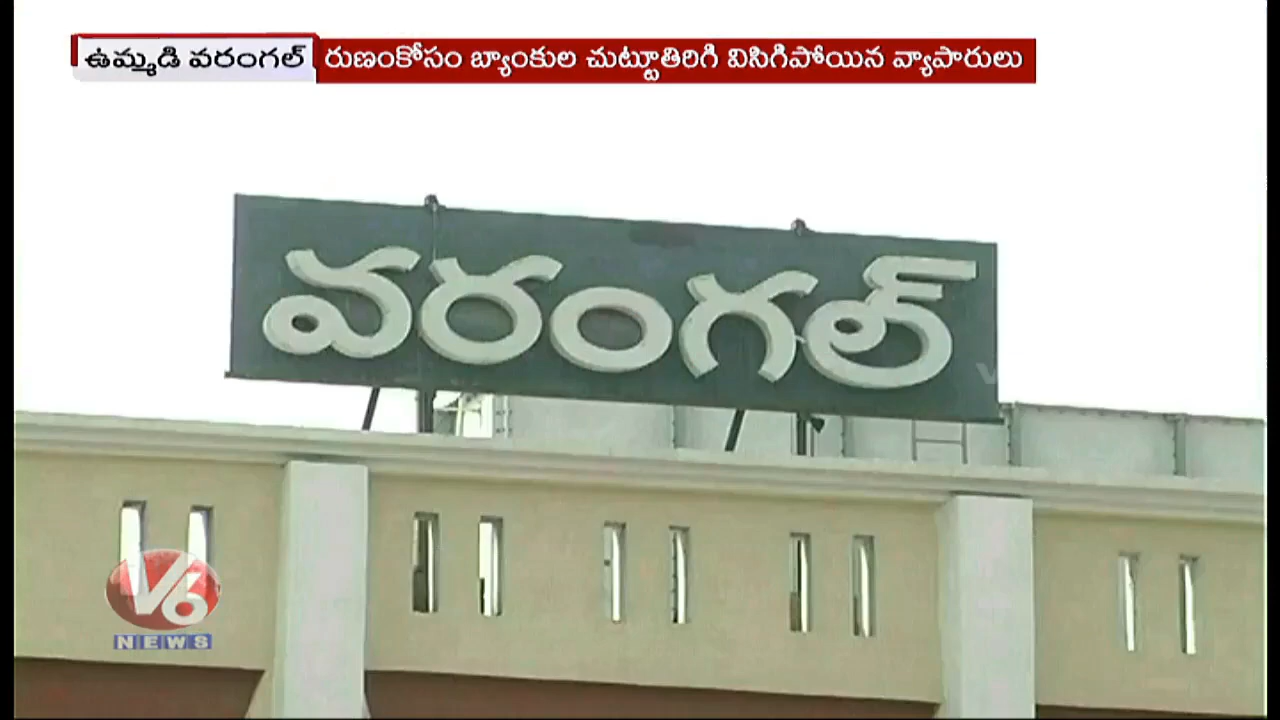 ఉమ్మడి వరంగల్ రుణంకోసం బ్యాంకుల చుట్టూతిరిగి విసిగిపోయిన వ్యాపారులు
వరంగల్
V6
NEWS